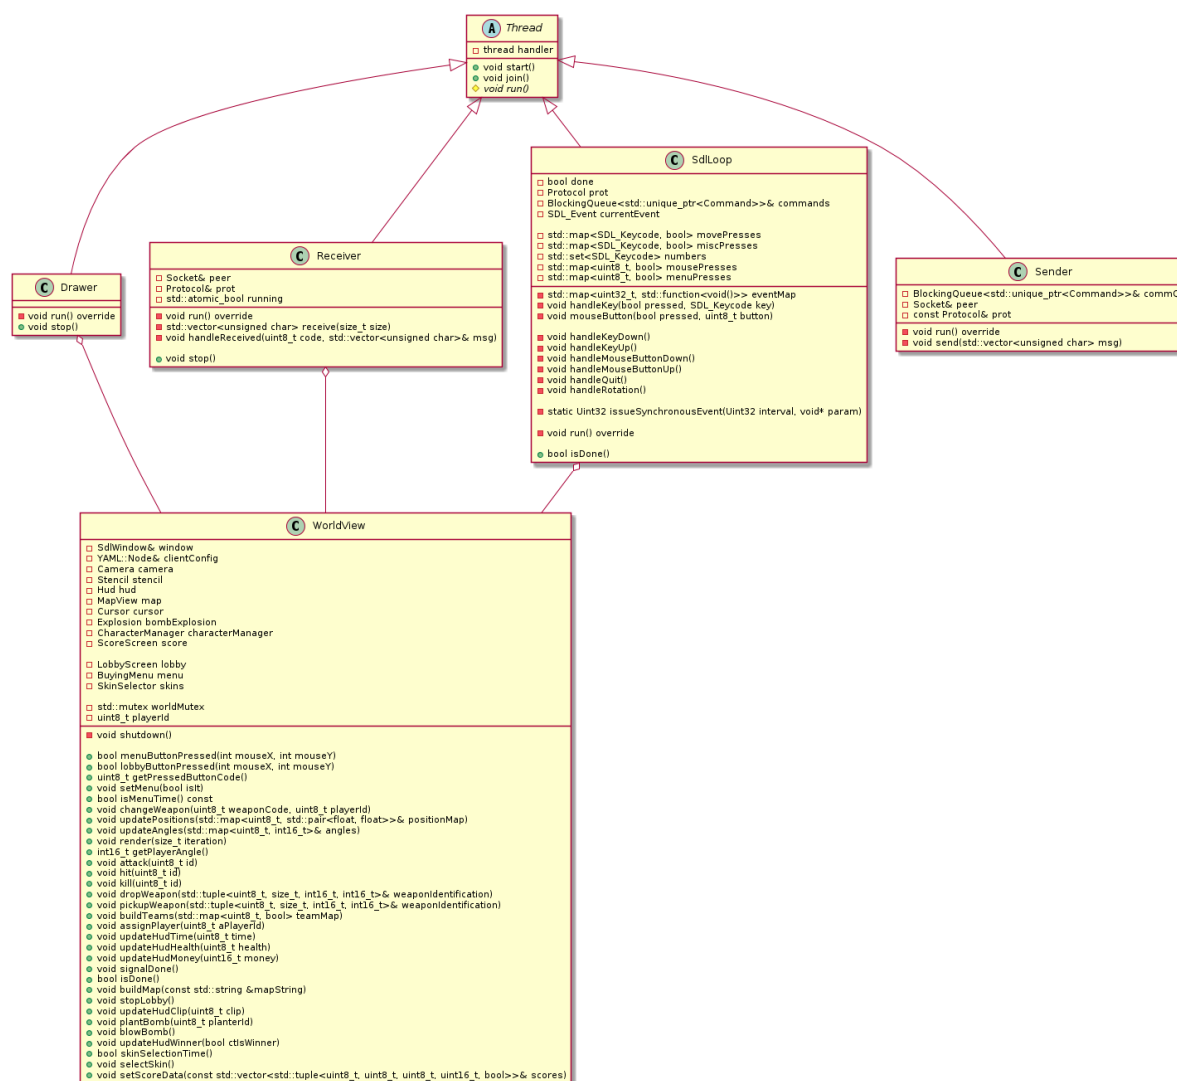 A Thread
thread handler
void start()
void join()
void run()
C SdlLoop
bool done
Protocol prot
BlockingQueue<std::unique_ptr<Command>>& commands
SDL_Event currentEvent
std::map<SDL_Keycode, bool> movePresses
std::map<SDL_Keycode, bool> miscPresses
std::set<SDL_Keycode> numbers
std::map<uint8_t, bool> mousePresses
std::map<uint8_t, bool> menuPresses
std::map<uint32_t, std::function<void()>> eventMap
void handleKey(bool pressed, SDL_Keycode key)
void mouseButton(bool pressed, uint8_t button)
void handleKeyDown()
void handleKeyUp()
void handleMouseButtonDown()
void handleMouseButtonUp()
void handleQuit()
void handleRotation()
static Uint32 issueSynchronousEvent(Uint32 interval, void* param)
void run() override
bool isDone()
C Receiver
Socket& peer
Protocol& prot
std::atomic_bool running
void run() override
std::vector<unsigned char> receive(size_t size)
void handleReceived(uint8_t code, std::vector<unsigned char>& msg)
void stop()
C Drawer
void run() override
void stop()
C Sender
BlockingQueue<std::unique_ptr<Command>>& commQ
Socket& peer
const Protocol& prot
void run() override
void send(std::vector<unsigned char> msg)
C WorldView
SdlWindow& window
YAML::Node& clientConfig
Camera camera
Stencil stencil
Hud hud
MapView map
Cursor cursor
Explosion bombExplosion
CharacterManager characterManager
ScoreScreen score
LobbyScreen lobby
BuyingMenu menu
SkinSelector skins
std::mutex worldMutex
uint8_t playerId
void shutdown()
bool menuButtonPressed(int mouseX, int mouseY)
bool lobbyButtonPressed(int mouseX, int mouseY)
uint8_t getPressedButtonCode()
void setMenu(bool isIt)
bool isMenuTime() const
void changeWeapon(uint8_t weaponCode, uint8_t playerId)
void updatePositions(std::map<uint8_t, std::pair<float, float>>& positionMap)
void updateAngles(std::map<uint8_t, int16_t>& angles)
void render(size_t iteration)
int16_t getPlayerAngle()
void attack(uint8_t id)
void hit(uint8_t id)
void kill(uint8_t id)
void dropWeapon(std::tuple<uint8_t, size_t, int16_t, int16_t>& weaponIdentification)
void pickupWeapon(std::tuple<uint8_t, size_t, int16_t, int16_t>& weaponIdentification)
void buildTeams(std::map<uint8_t, bool> teamMap)
void assignPlayer(uint8_t aPlayerId)
void updateHudTime(uint8_t time)
void updateHudHealth(uint8_t health)
void updateHudMoney(uint16_t money)
void signalDone()
bool isDone()
void buildMap(const std::string &mapString)
void stopLobby()
void updateHudClip(uint8_t clip)
void plantBomb(uint8_t planterId)
void blowBomb()
void updateHudWinner(bool ctIsWinner)
bool skinSelectionTime()
void selectSkin()
void setScoreData(const std::vector<std::tuple<uint8_t, uint8_t, uint8_t, uint16_t, bool>>& scores)